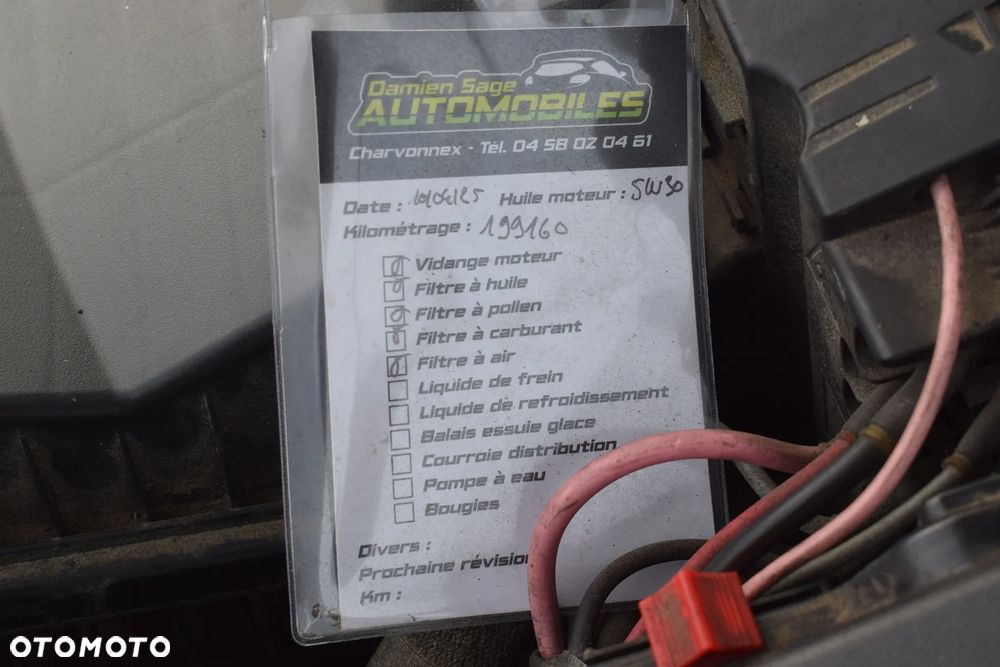 Damien Sage
AUTOMOBILES
Charvonnex - Tél. 04 58 02 04 61
Date : Huile moteur : 5W30
Kilométrage : 199160
Vidange moteur
Filtre à huile
Filtre à pollen
Filtre à carburant
Filtre à air
Liquide de frein
Liquide de refroidissement
Balais essuie glace
Courroie distribution
Pompe à eau
Bougies
Divers :
Prochaine révision
Km :
OTOMOTO